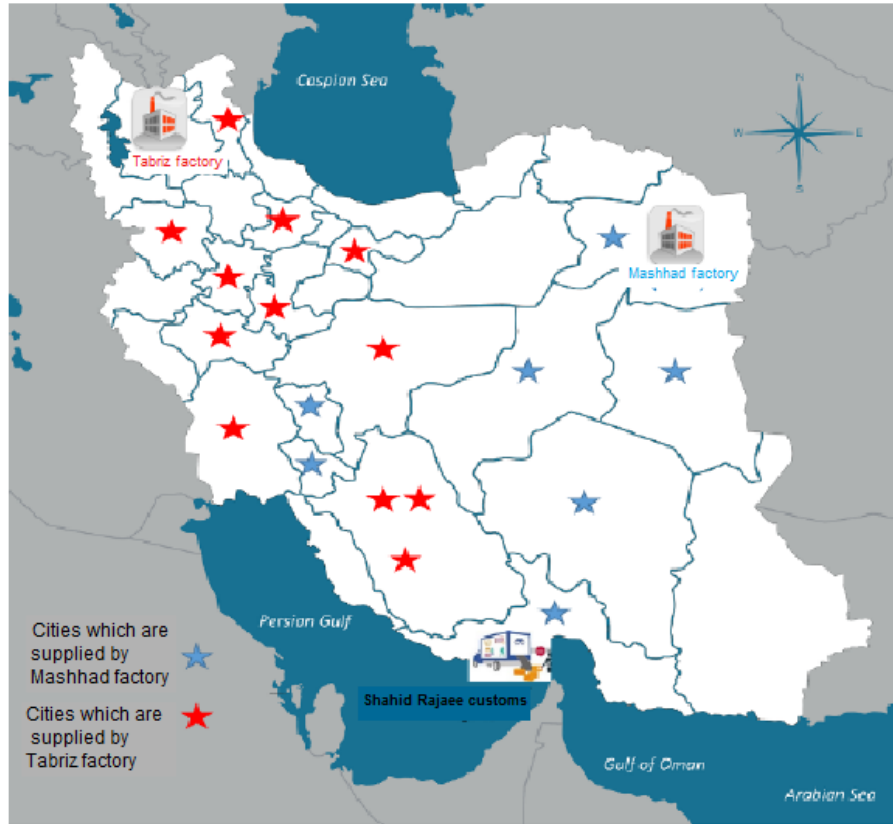 Caspian Sea
N
W
E
S
Tabriz factory
Mashhad factory
Persian Gulf
Cities which are
supplied by
Mashhad factory
Shahid Rajaee customs
Cities which are
supplied by
Tabriz factory
Gulf of Oman
Arabian Sea